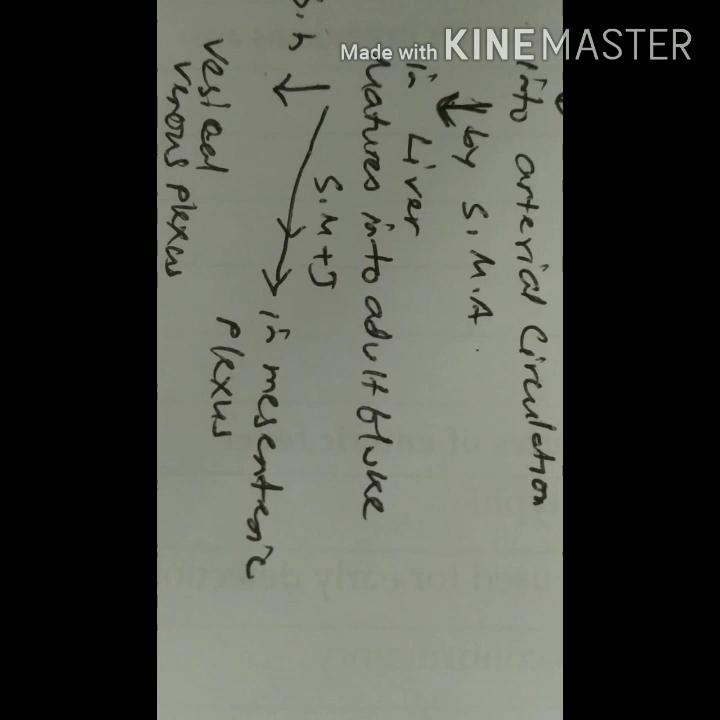 Made with KINEMASTER
into arterial Circulation
by S.M.A.
in Liver
Matures into adult fluke
S.h
S.M+J
in mesenteric
plexus
vesical
venous plexus